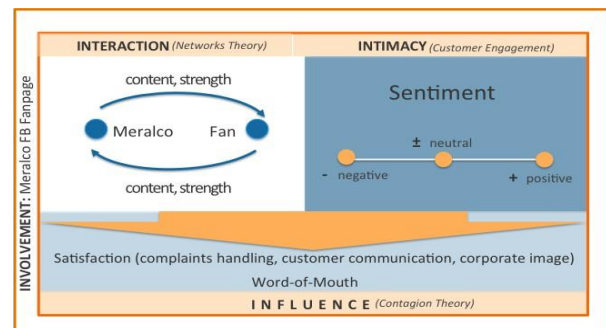 INVOLVEMENT: Meralco FB Fanpage
INTERACTION (Networks Theory)
INTIMACY (Customer Engagement)
content, strength
Meralco Fan
content, strength
Sentiment
± neutral
- negative
+ positive
Satisfaction (complaints handling, customer communication, corporate image)
Word-of-Mouth
INFLUENCE (Contagion Theory)